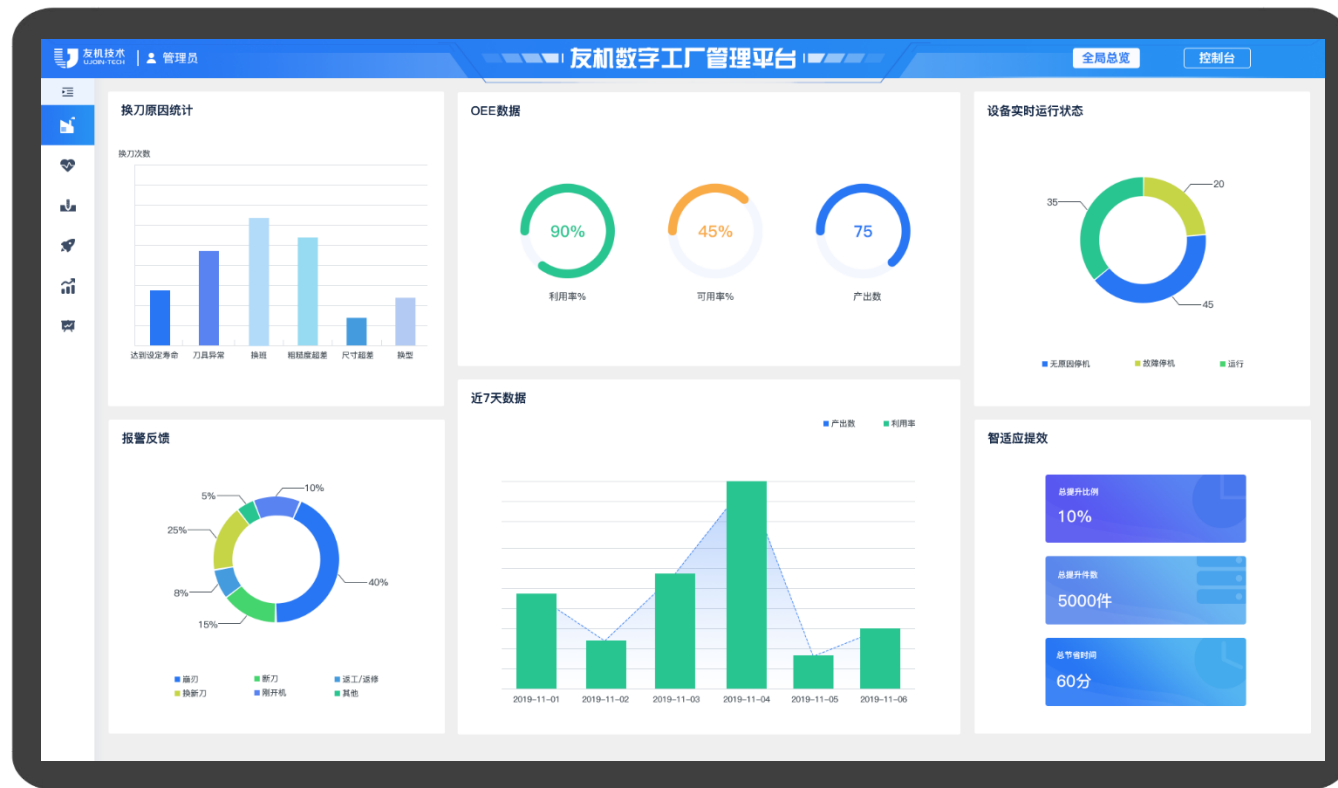 友机技术
UJOIN-TECH
管理员
友机数字工厂管理平台
全局总览
控制台
换刀原因统计
换刀次数
达到设定寿命
刀具异常
换班
粗糙度超差
尺寸超差
换型
OEE数据
90%
45%
75
利用率%
可用率%
产出数
设备实时运行状态
20
35
45
无原因停机
故障停机
运行
报警反馈
10%
5%
25%
40%
8%
15%
崩刃
新刀
返工/返修
换新刀
刚开机
其他
近7天数据
产出数
利用率
2019-11-01
2019-11-02
2019-11-03
2019-11-04
2019-11-05
2019-11-06
智适应提效
总提升比例
10%
总提升件数
5000件
总节省时间
60分